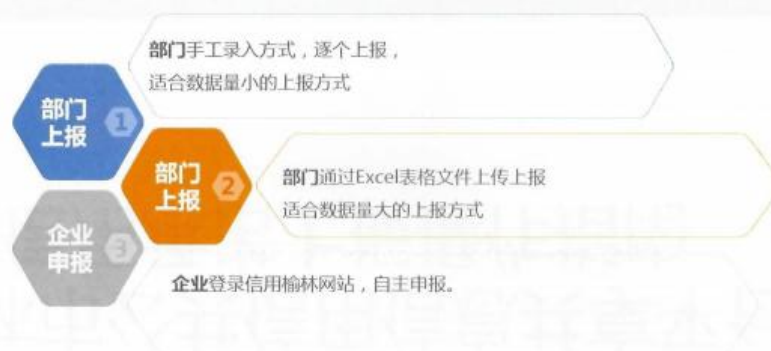 部门
上报
1
部门手工录入方式，逐个上报，
适合数据量小的上报方式
部门
上报
2
部门通过Excel表格文件上传上报
适合数据量大的上报方式
企业
申报
3
企业登录信用榆林网站，自主申报。